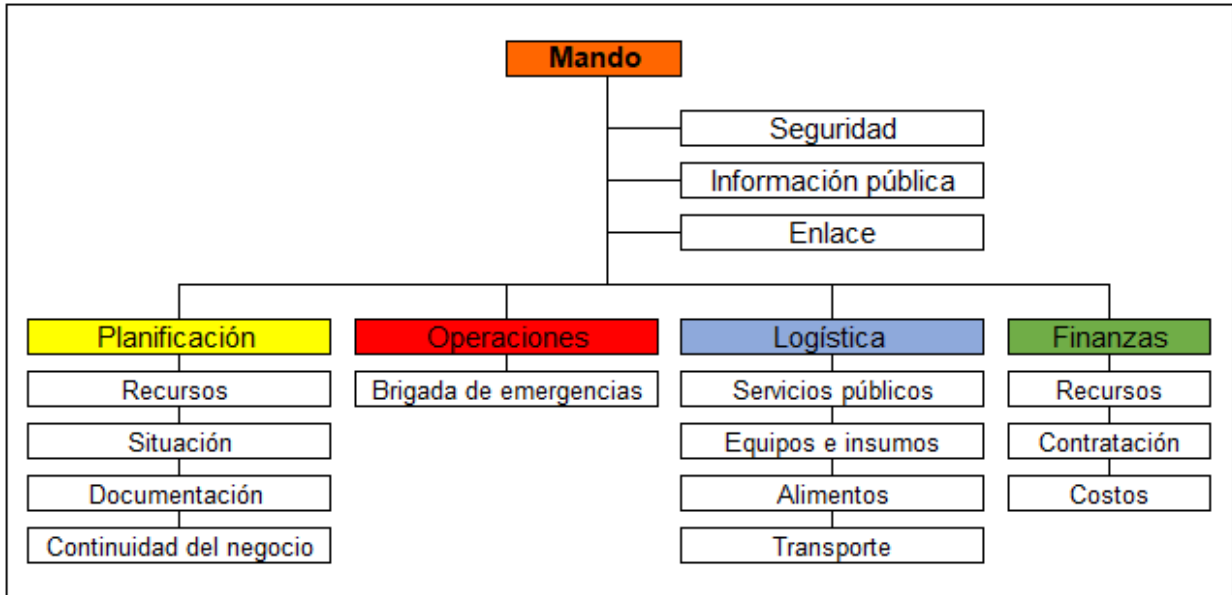 Mando
Seguridad
Información pública
Enlace
Planificación
Operaciones
Logística
Finanzas
Recursos
Brigada de emergencias
Servicios públicos
Recursos
Situación
Equipos e insumos
Contratación
Documentación
Alimentos
Costos
Continuidad del negocio
Transporte